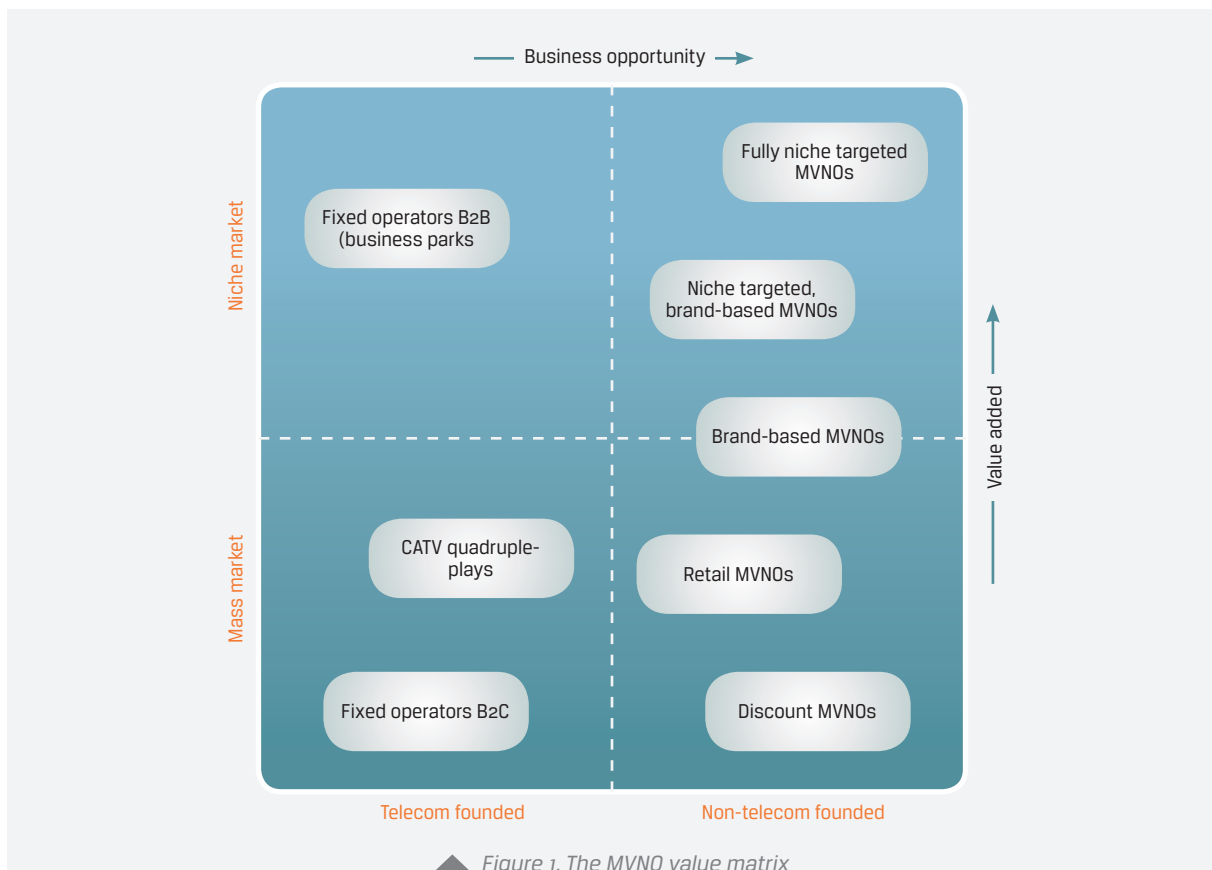 Business opportunity
Fully niche targeted
MVNOs
Fixed operators B2B
(business parks
Niche market
Niche targeted,
brand-based MVNOs
Brand-based MVNOs
Value added
CATV quadruple-
plays
Retail MVNOs
Mass market
Fixed operators B2C
Discount MVNOs
Telecom founded
Non-telecom founded
Figure 1. The MVNO value matrix